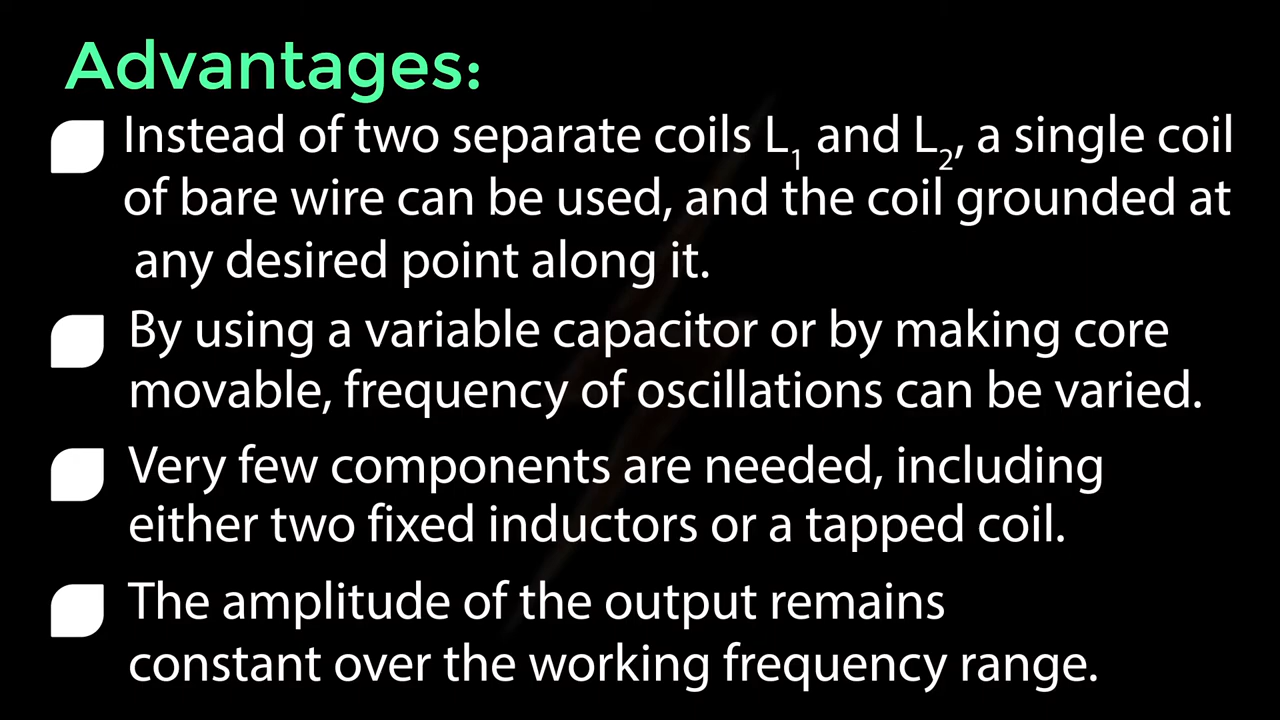 Advantages:
Instead of two separate coils L₁ and L₂, a single coil
of bare wire can be used, and the coil grounded at
any desired point along it.
By using a variable capacitor or by making core
movable, frequency of oscillations can be varied.
Very few components are needed, including
either two fixed inductors or a tapped coil.
The amplitude of the output remains
constant over the working frequency range.